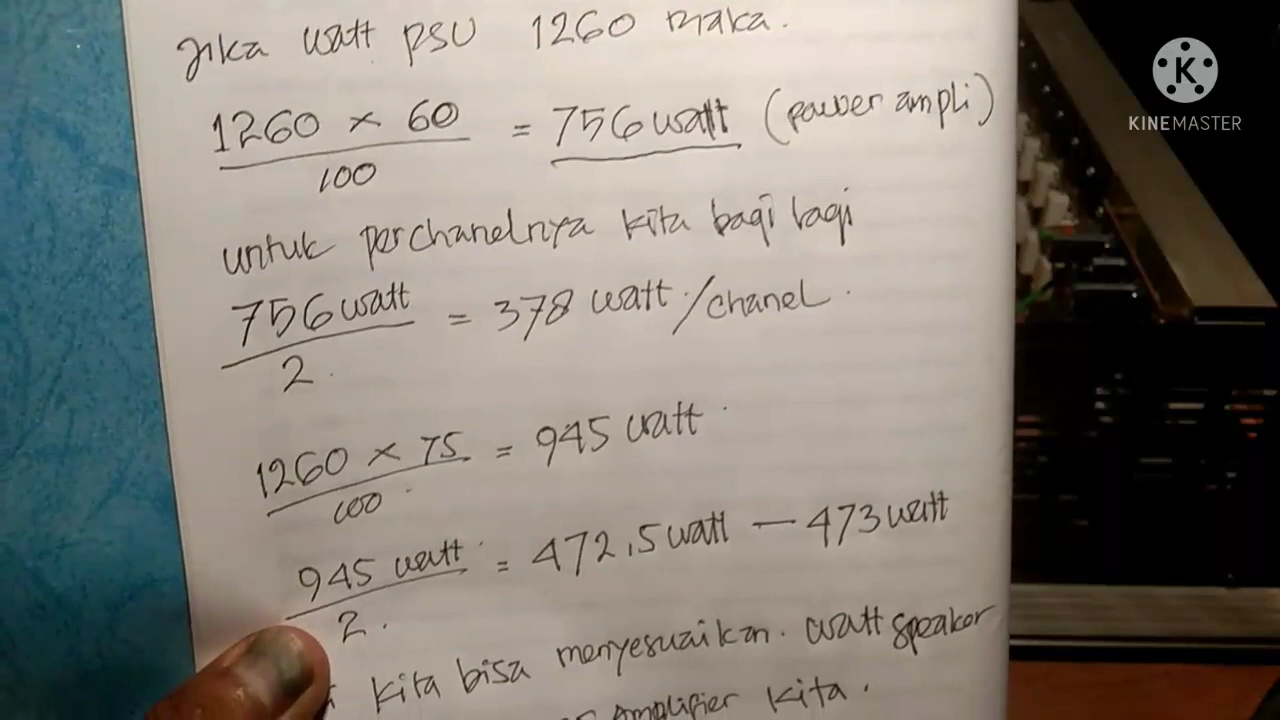 Jika watt PSU 1260 maka.
1260 x 60 = 756 watt (power ampli)
100
untuk perchanelnya kita bagi lagi
756 watt = 378 watt/chanel.
2.
1260 x 75 = 945 watt.
100
945 watt = 472,5 watt — 473 watt
2.
kita bisa menyesuaikan. watt speaker
Amplifier kita.
K
KINEMASTER